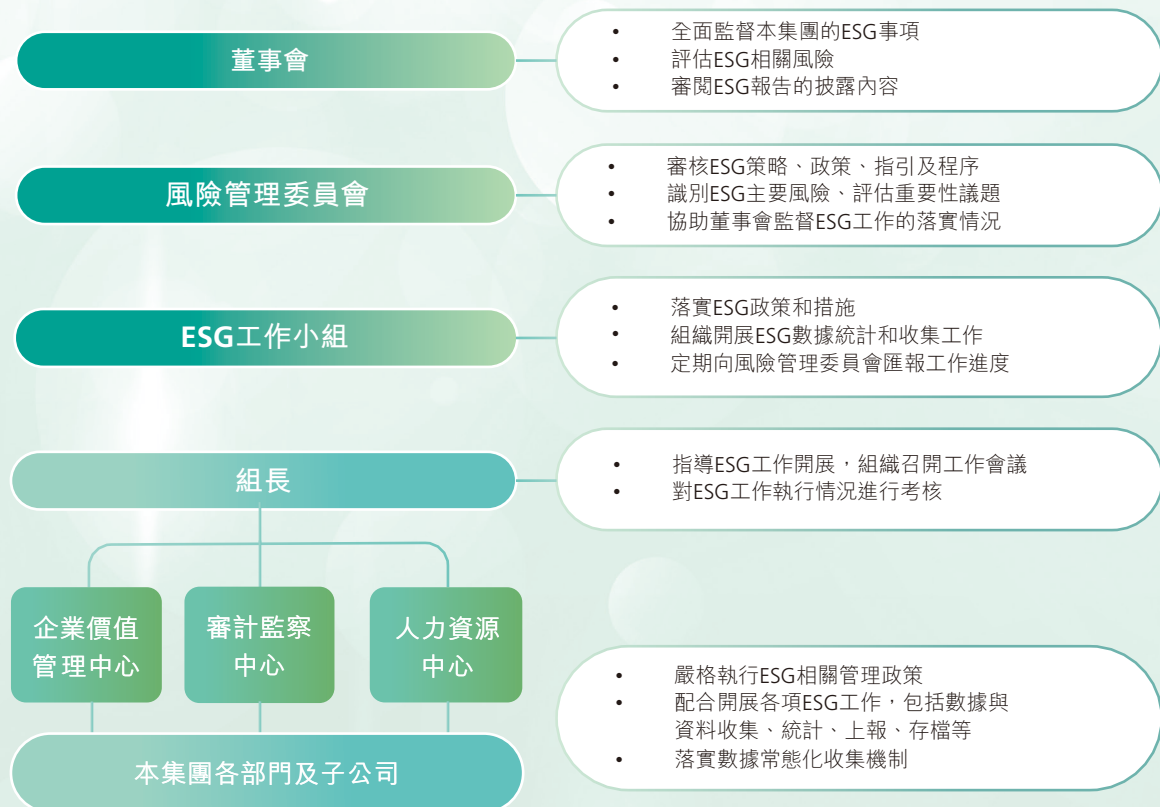 董事會
• 全面監督本集團的ESG事項
• 評估ESG相關風險
• 審閱ESG報告的披露內容
風險管理委員會
• 審核ESG策略、政策、指引及程序
• 識別ESG主要風險、評估重要性議題
• 協助董事會監督ESG工作的落實情況
ESG工作小組
• 落實ESG政策和措施
• 組織開展ESG數據統計和收集工作
• 定期向風險管理委員會匯報工作進度
組長
• 指導ESG工作開展，組織召開工作會議
• 對ESG工作執行情況進行考核
企業價值
管理中心
審計監察
中心
人力資源
中心
本集團各部門及子公司
• 嚴格執行ESG相關管理政策
• 配合開展各項ESG工作，包括數據與
資料收集、統計、上報、存檔等
• 落實數據常態化收集機制